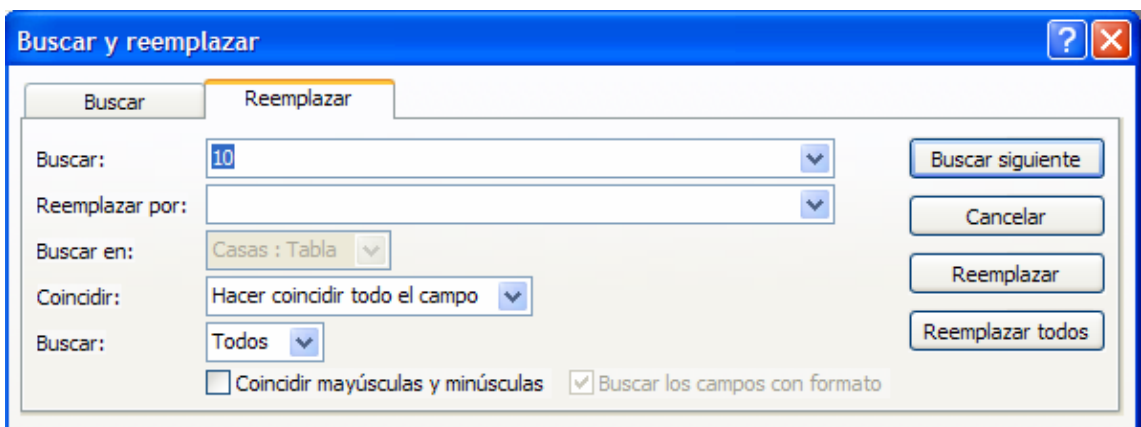 Buscar y reemplazar
Buscar
Reemplazar
Buscar: 10
Buscar siguiente
Reemplazar por:
Cancelar
Buscar en: Casas : Tabla
Coincidir: Hacer coincidir todo el campo
Reemplazar
Buscar: Todos
Reemplazar todos
Coincidir mayúsculas y minúsculas
Buscar los campos con formato